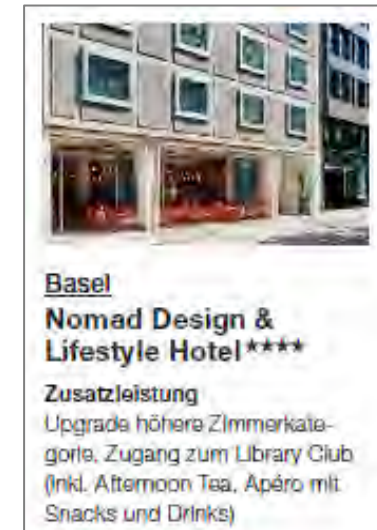 Basel
Nomad Design &
Lifestyle Hotel****
Zusatzleistung
Upgrade höhere Zimmerkate-
gorie, Zugang zum Library Club
(inkl. Afternoon Tea, Apéro mit
Snacks und Drinks)